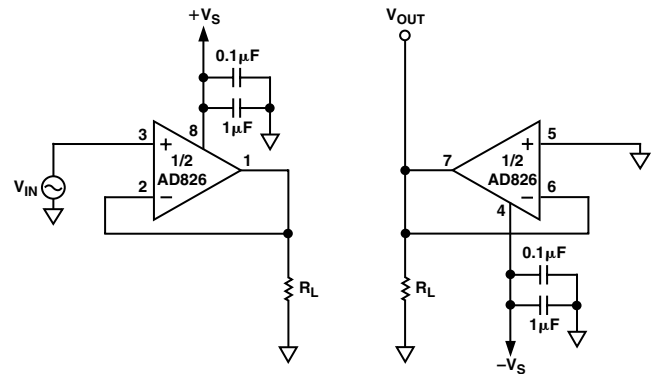 +VS
0.1µF
1µF
8
3
+
1/2
AD826
1
2
–
VIN
RL
VOUT
7
1/2
AD826
+
5
–
6
4
0.1µF
1µF
RL
–VS